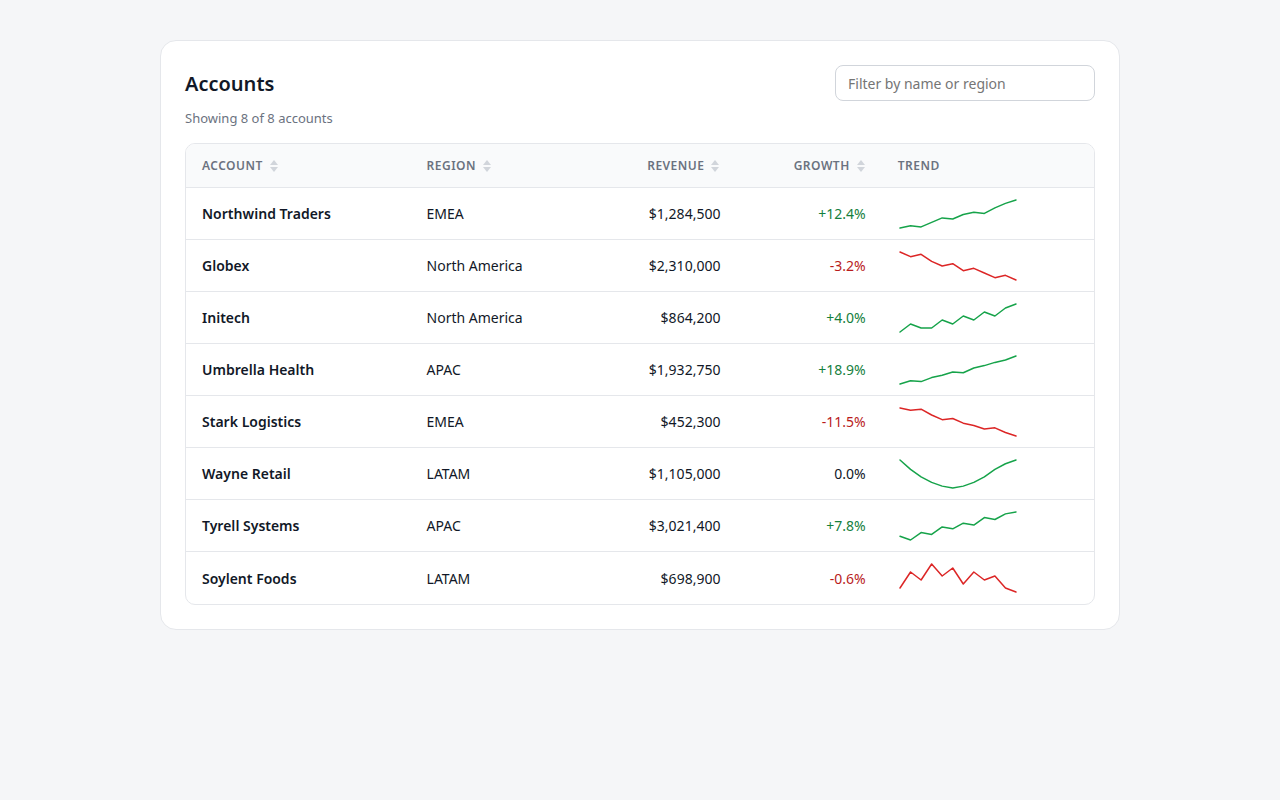 Accounts
Filter by name or region
Showing 8 of 8 accounts
ACCOUNT REGION REVENUE GROWTH TREND
Northwind Traders EMEA $1,284,500 +12.4%
Globex North America $2,310,000 -3.2%
Initech North America $864,200 +4.0%
Umbrella Health APAC $1,932,750 +18.9%
Stark Logistics EMEA $452,300 -11.5%
Wayne Retail LATAM $1,105,000 0.0%
Tyrell Systems APAC $3,021,400 +7.8%
Soylent Foods LATAM $698,900 -0.6%